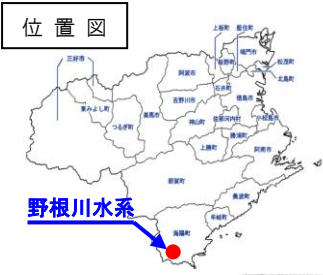 位置図
上板町
藍住町
三好市
阿波市
板野町
鳴門市
松茂町
北島町
石井町
東みよし町
美馬市
吉野川市
徳島市
つるぎ町
神山町
佐那河内村
小松島市
勝浦町
上勝町
阿南市
那賀町
美波町
野根川水系
牟岐町
海陽町